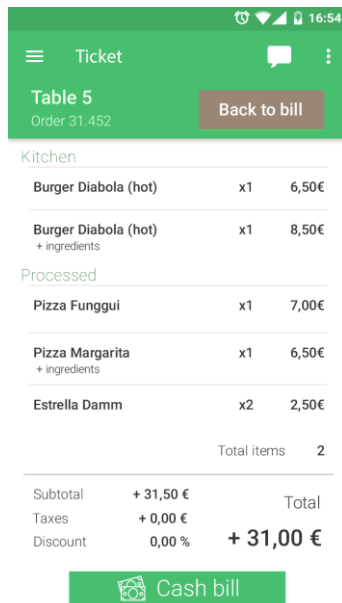 16:54
Ticket
Table 5
Order 31.452
Back to bill
Kitchen
Burger Diabola (hot) x1 6,50€
Burger Diabola (hot) x1 8,50€
+ ingredients
Processed
Pizza Funggui x1 7,00€
Pizza Margarita x1 6,50€
+ ingredients
Estrella Damm x2 2,50€
Total items 2
Subtotal + 31,50 €
Taxes + 0,00 €
Discount 0,00 %
Total
+ 31,00 €
Cash bill